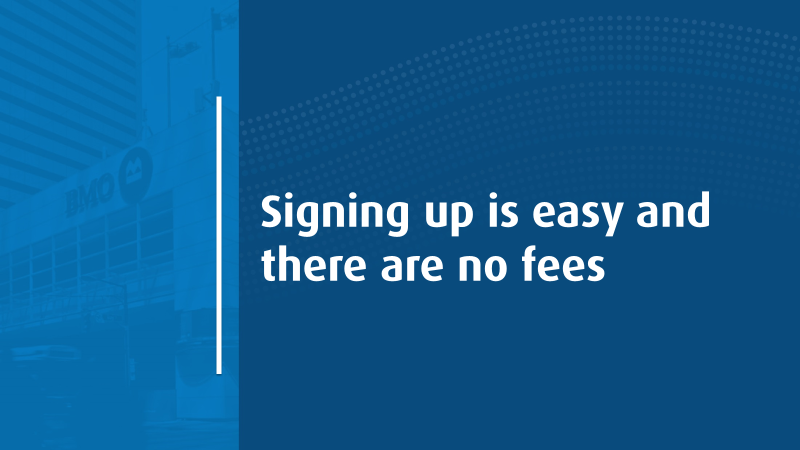 BMO
Signing up is easy and
there are no fees